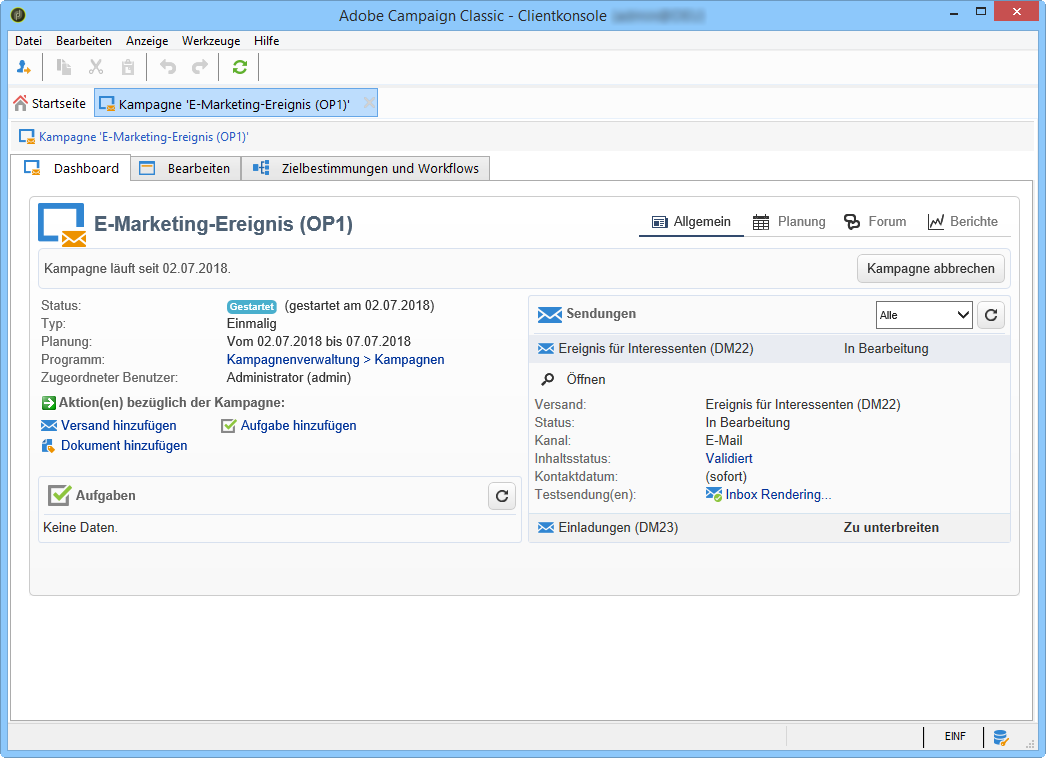 Adobe Campaign Classic - Clientkonsole
Datei Bearbeiten Anzeige Werkzeuge Hilfe
Startseite Kampagne 'E-Marketing-Ereignis (OP1)'
Kampagne 'E-Marketing-Ereignis (OP1)'
Dashboard Bearbeiten Zielbestimmungen und Workflows
E-Marketing-Ereignis (OP1)
Allgemein Planung Forum Berichte
Kampagne läuft seit 02.07.2018.
Kampagne abbrechen
Status: Gestartet (gestartet am 02.07.2018)
Typ: Einmalig
Planung: Vom 02.07.2018 bis 07.07.2018
Programm: Kampagnenverwaltung > Kampagnen
Zugeordneter Benutzer: Administrator (admin)
Aktion(en) bezüglich der Kampagne:
Versand hinzufügen Aufgabe hinzufügen
Dokument hinzufügen
Aufgaben
Keine Daten.
Sendungen Alle
Ereignis für Interessenten (DM22) In Bearbeitung
Öffnen
Versand: Ereignis für Interessenten (DM22)
Status: In Bearbeitung
Kanal: E-Mail
Inhaltsstatus: Validiert
Kontaktdatum: (sofort)
Testsendung(en): Inbox Rendering...
Einladungen (DM23) Zu unterbreiten
EINF